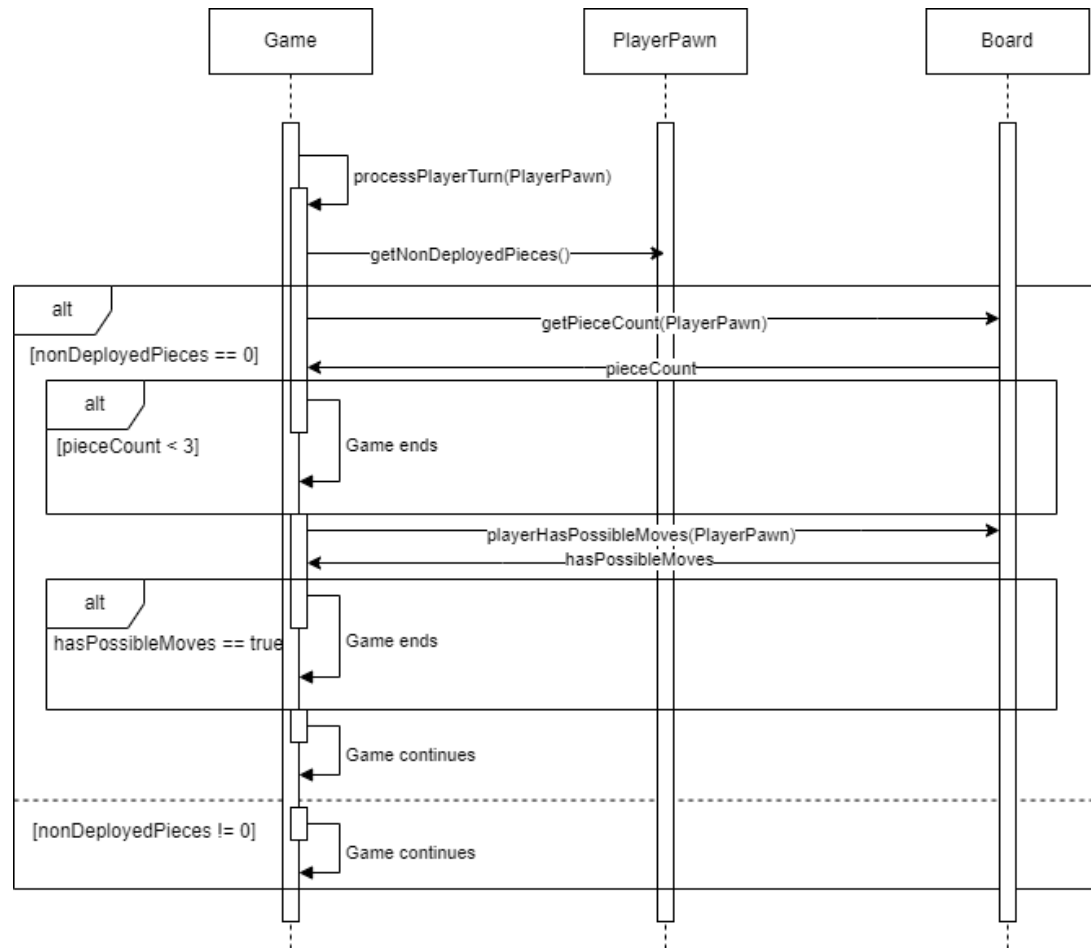 Game
PlayerPawn
Board
processPlayerTurn(PlayerPawn)
getNonDeployedPieces()
alt
getPieceCount(PlayerPawn)
[nonDeployedPieces == 0]
pieceCount
alt
[pieceCount < 3]
Game ends
playerHasPossibleMoves(PlayerPawn)
hasPossibleMoves
alt
hasPossibleMoves == true
Game ends
Game continues
[nonDeployedPieces != 0]
Game continues